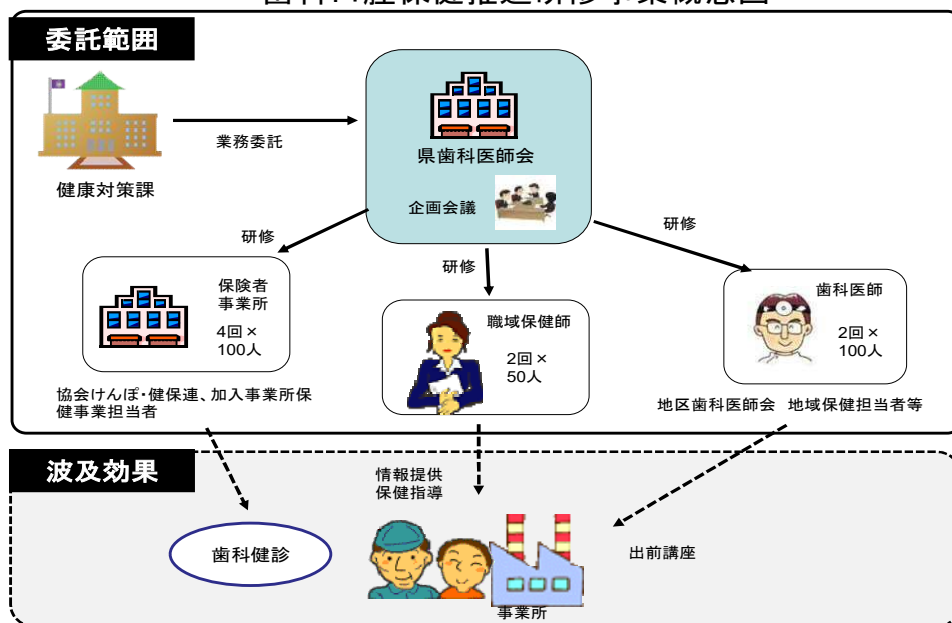 委託範囲
業務委託
健康対策課
県歯科医師会
企画会議
研修
研修
研修
保険者
事業所
4回×
100人
職域保健師
2回×
50人
歯科医師
2回×
100人
協会けんぽ・健保連、加入事業所保
健事業担当者
地区歯科医師会 地域保健担当者等
波及効果
情報提供
保健指導
歯科健診
出前講座
事業所